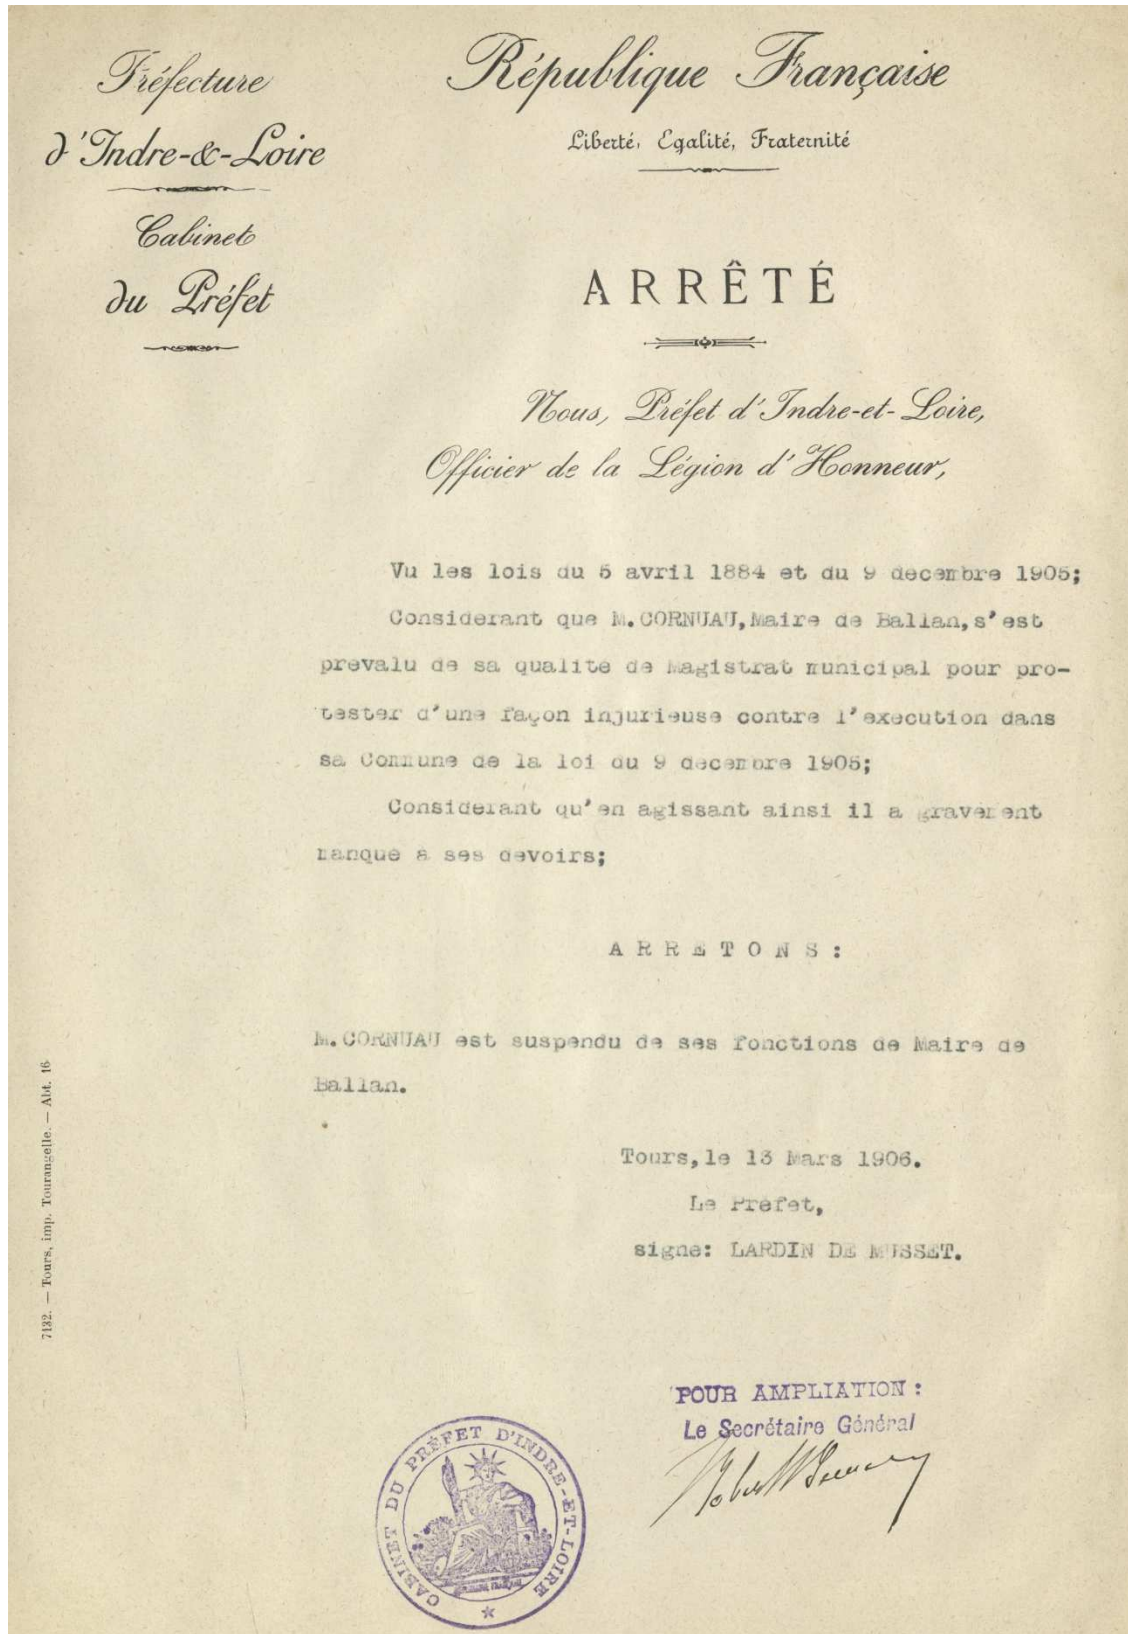 Préfecture
d'Indre-&-Loire
Cabinet
du Préfet
République Française
Liberté, Egalité, Fraternité
ARRÊTÉ
Nous, Préfet d'Indre-et-Loire,
Officier de la Légion d'Honneur,
Vu les lois du 5 avril 1884 et du 9 decembre 1905;
Considerant que M.CORNUAU,Maire de Ballan,s'est
prevalu de sa qualite de Magistrat municipal pour pro-
tester d'une façon injurieuse contre l'execution dans
sa Commune de la loi du 9 decembre 1905;
Considerant qu'en agissant ainsi il a gravement
manque a ses devoirs;
ARRETONS:
M.CORNUAU est suspendu de ses fonctions de Maire de
Ballan.
Tours,le 13 Mars 1906.
Le Prefet,
signe: LARDIN DE MUSSET.
POUR AMPLIATION :
Le Secrétaire Général
CABINET DU PRÉFET D'INDRE-ET-LOIRE
7132. — Tours, imp. Tourangelle. — Abt. 16